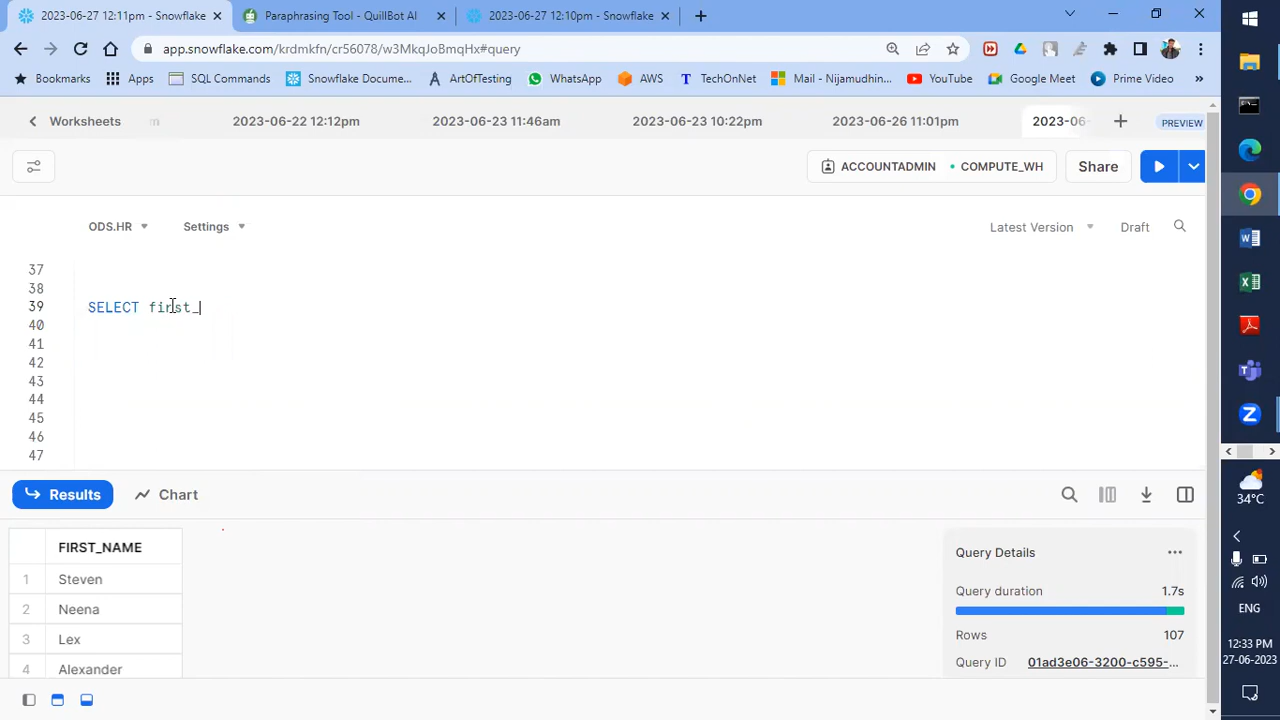 2023-06-27 12:11pm - Snowflake
Paraphrasing Tool - QuillBot AI
2023-06-27 12:10pm - Snowflake
app.snowflake.com/krdmkfn/cr56078/w3MkqJoBmqHx#query
Bookmarks
Apps
SQL Commands
Snowflake Docume...
ArtOfTesting
WhatsApp
AWS
TechOnNet
Mail - Nijamudhin...
YouTube
Google Meet
Prime Video
»
Worksheets
2023-06-22 12:12pm
2023-06-23 11:46am
2023-06-23 10:22pm
2023-06-26 11:01pm
2023-06-
PREVIEW
ACCOUNTADMIN
COMPUTE_WH
Share
ODS.HR
Settings
Latest Version
Draft
37
38
39 SELECT first_
40
41
42
43
44
45
46
47
Results
Chart
FIRST_NAME
1 Steven
2 Neena
3 Lex
4 Alexander
Query Details
Query duration 1.7s
Rows 107
Query ID 01ad3e06-3200-c595-...
34°C
ENG
12:33 PM
27-06-2023